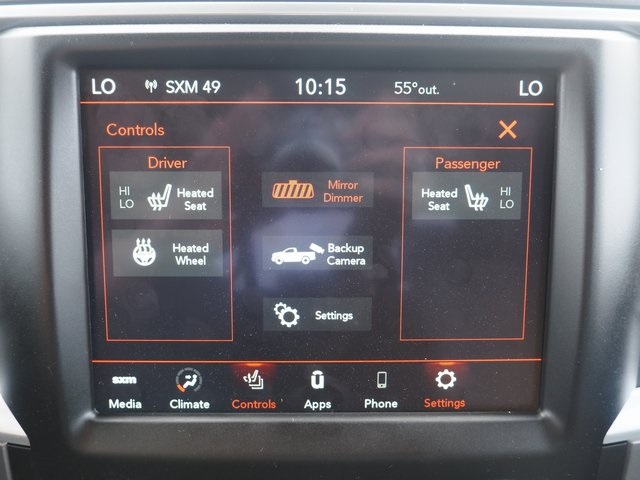 LO SXM 49 10:15 55°out. LO
Controls
Driver
HI
LO
Heated
Seat
Heated
Wheel
Mirror
Dimmer
Backup
Camera
Settings
Passenger
Heated
Seat
HI
LO
sxm
Media Climate Controls Apps Phone Settings